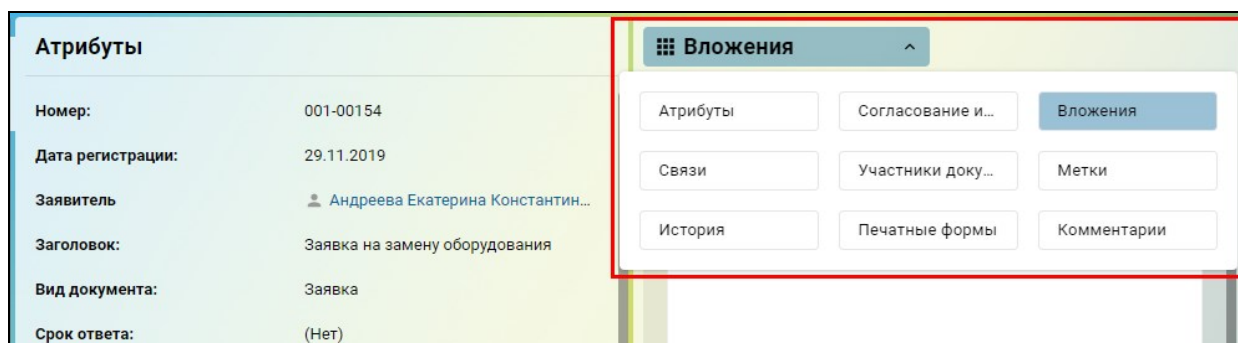 Атрибуты
Номер: 001-00154
Дата регистрации: 29.11.2019
Заявитель Андреева Екатерина Константин...
Заголовок: Заявка на замену оборудования
Вид документа: Заявка
Срок ответа: (Нет)
Вложения
Атрибуты Согласование и... Вложения
Связи Участники доку... Метки
История Печатные формы Комментарии